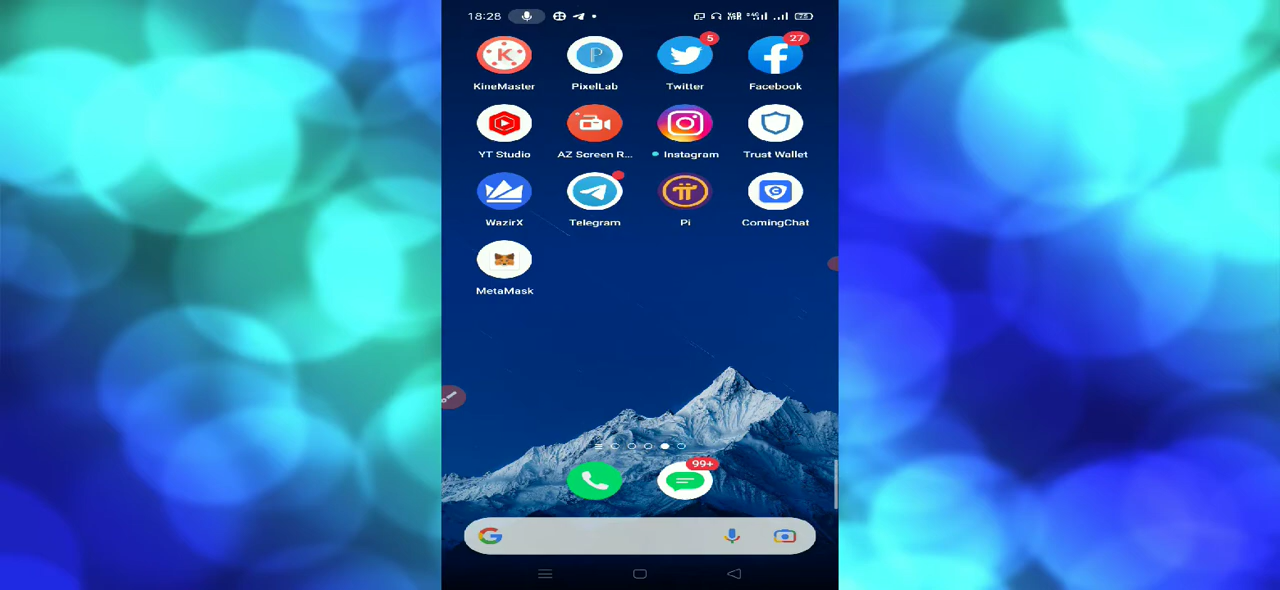 18:28
5
27
KineMaster
PixelLab
Twitter
Facebook
YT Studio
AZ Screen R...
Instagram
Trust Wallet
WazirX
Telegram
Pi
ComingChat
MetaMask
99+